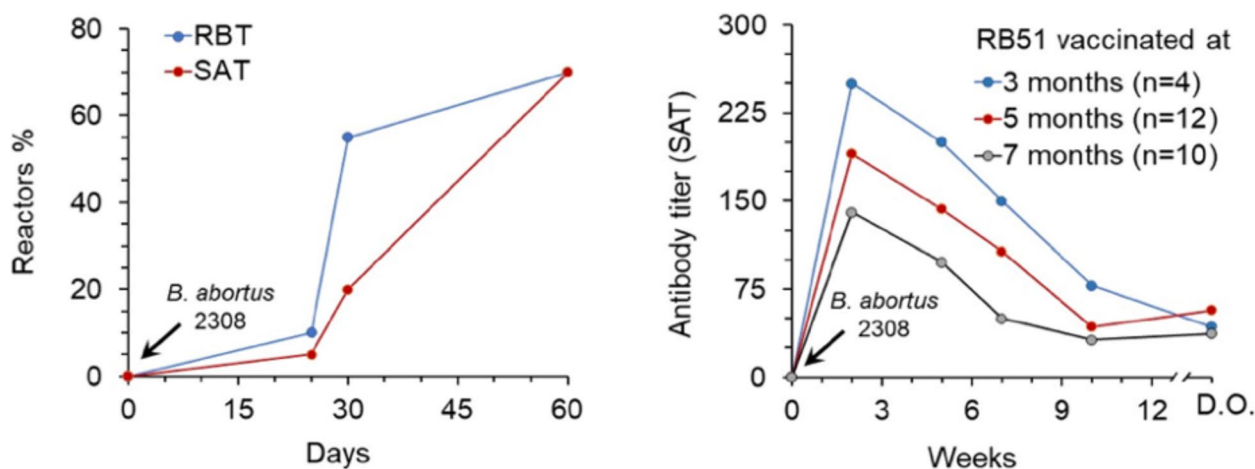 80
60
40
20
0
Reactors %
RBT
SAT
B. abortus
2308
0
15
30
45
60
Days
300
225
150
75
0
Antibody titer (SAT)
RB51 vaccinated at
3 months (n=4)
5 months (n=12)
7 months (n=10)
B. abortus
2308
0
3
6
9
12
D.O.
Weeks